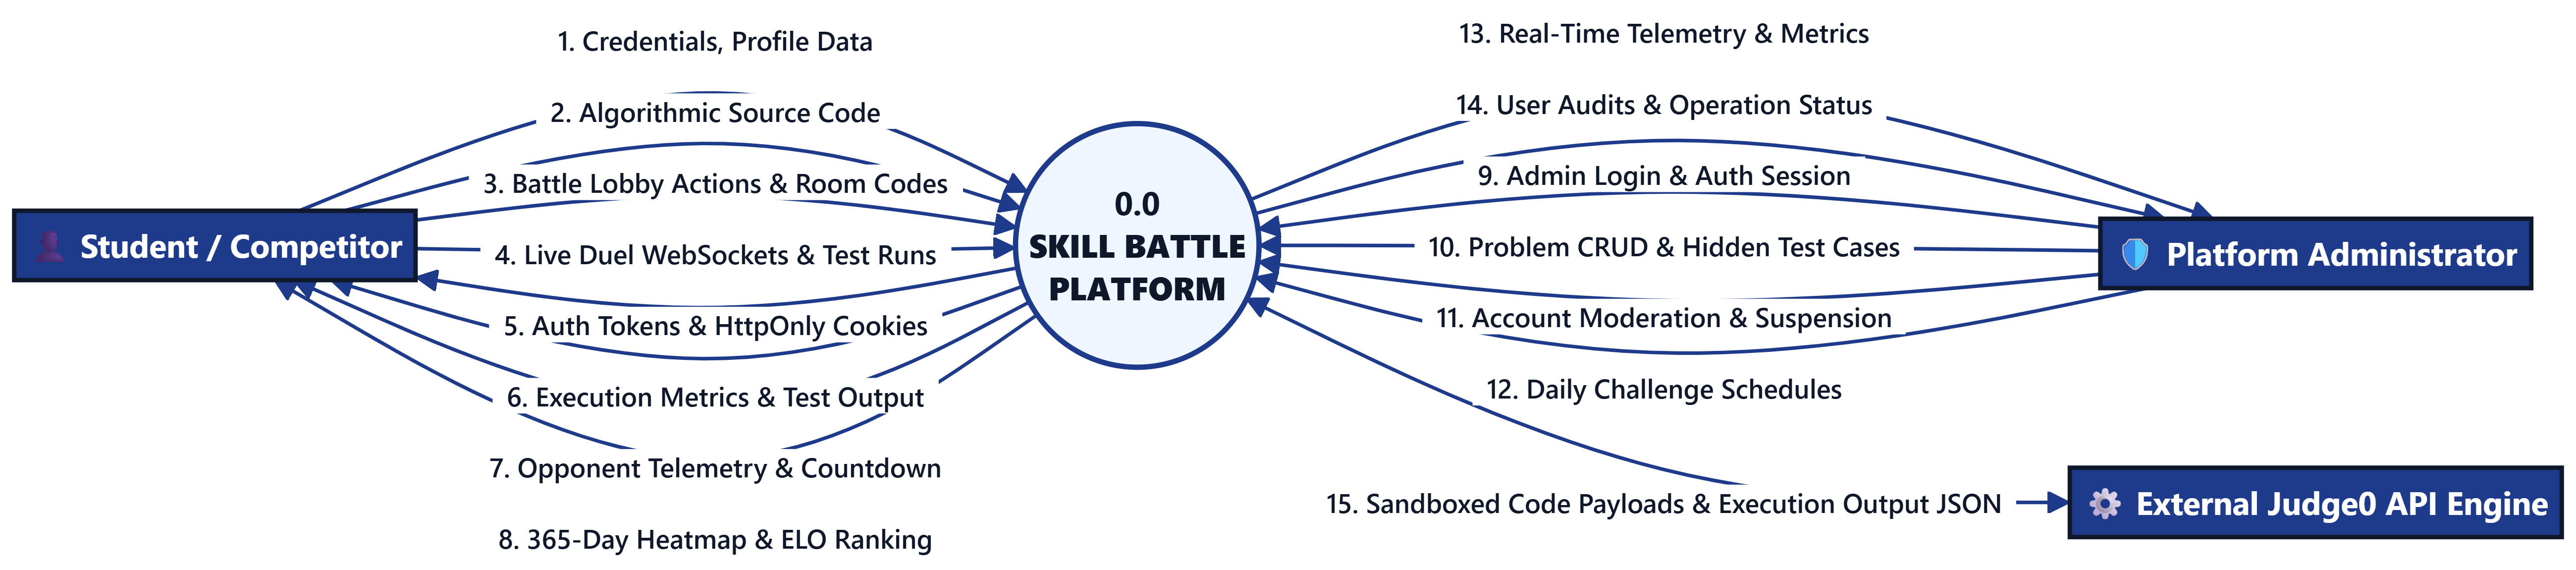 1. Credentials, Profile Data
2. Algorithmic Source Code
3. Battle Lobby Actions & Room Codes
Student / Competitor
4. Live Duel WebSockets & Test Runs
5. Auth Tokens & HttpOnly Cookies
6. Execution Metrics & Test Output
7. Opponent Telemetry & Countdown
8. 365-Day Heatmap & ELO Ranking
0.0
SKILL BATTLE
PLATFORM
13. Real-Time Telemetry & Metrics
14. User Audits & Operation Status
9. Admin Login & Auth Session
10. Problem CRUD & Hidden Test Cases
Platform Administrator
11. Account Moderation & Suspension
12. Daily Challenge Schedules
15. Sandboxed Code Payloads & Execution Output JSON
External Judge0 API Engine